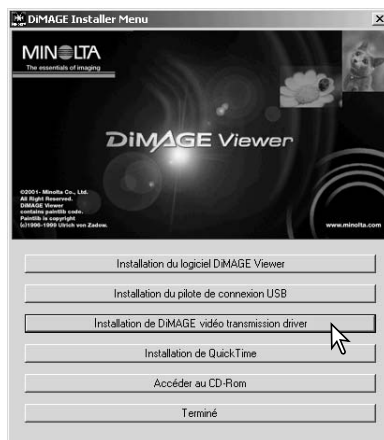 DiMAGE Installer Menu
MINOLTA
The essentials of imaging
DiMAGE Viewer
©2001- Minolta Co., Ltd.
All Right Reserved.
DiMAGE Viewer
contains paintlib code.
Paintlib is copyright
(c)1996-1999 Ulrich von Zadow.
www.minolta.com
Installation du logiciel DiMAGE Viewer
Installation du pilote de connexion USB
Installation de DiMAGE vidéo transmission driver
Installation de QuickTime
Accéder au CD-Rom
Terminé